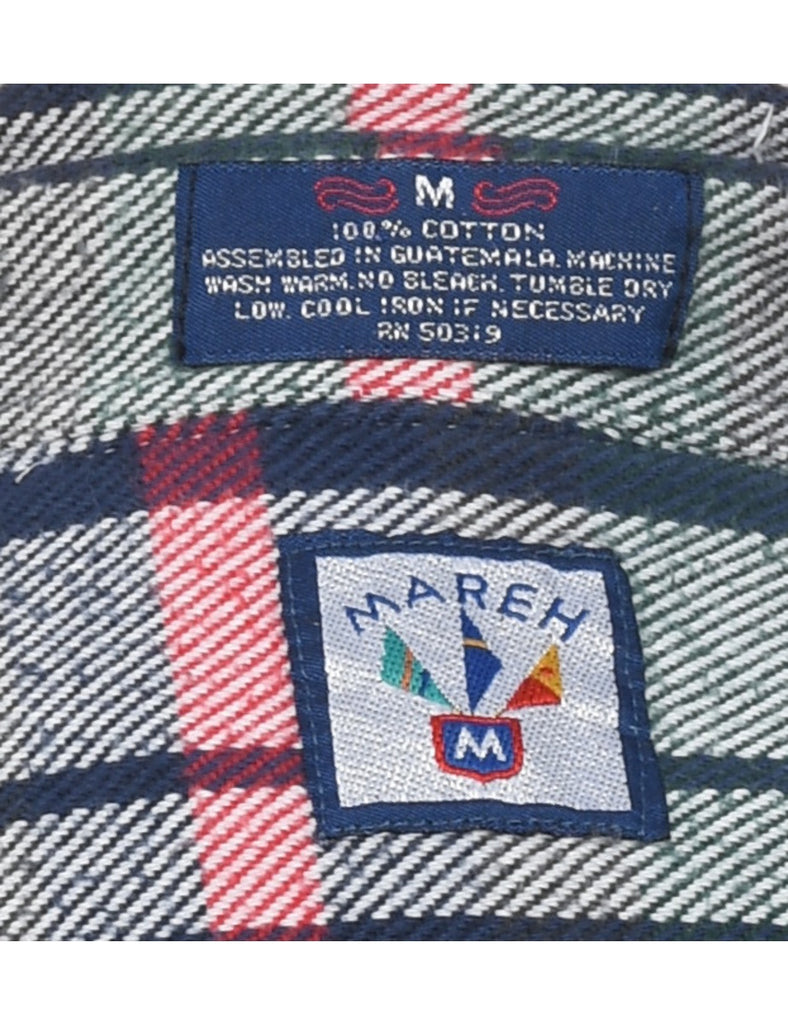 M
100% COTTON
ASSEMBLED IN GUATEMALA. MACHINE
WASH WARM. NO BLEACH. TUMBLE DRY
LOW. COOL IRON IF NECESSARY
RN 50319
MAREH
M